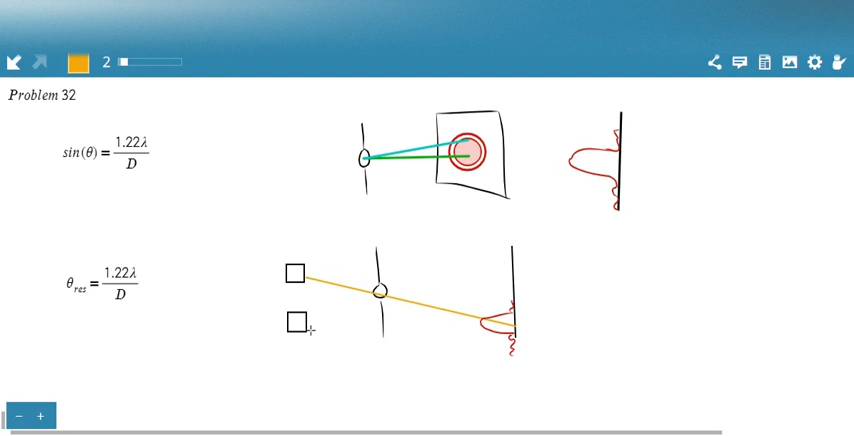 2
Problem 32
sin(θ) = 1.22λ / D
θres = 1.22λ / D
− +